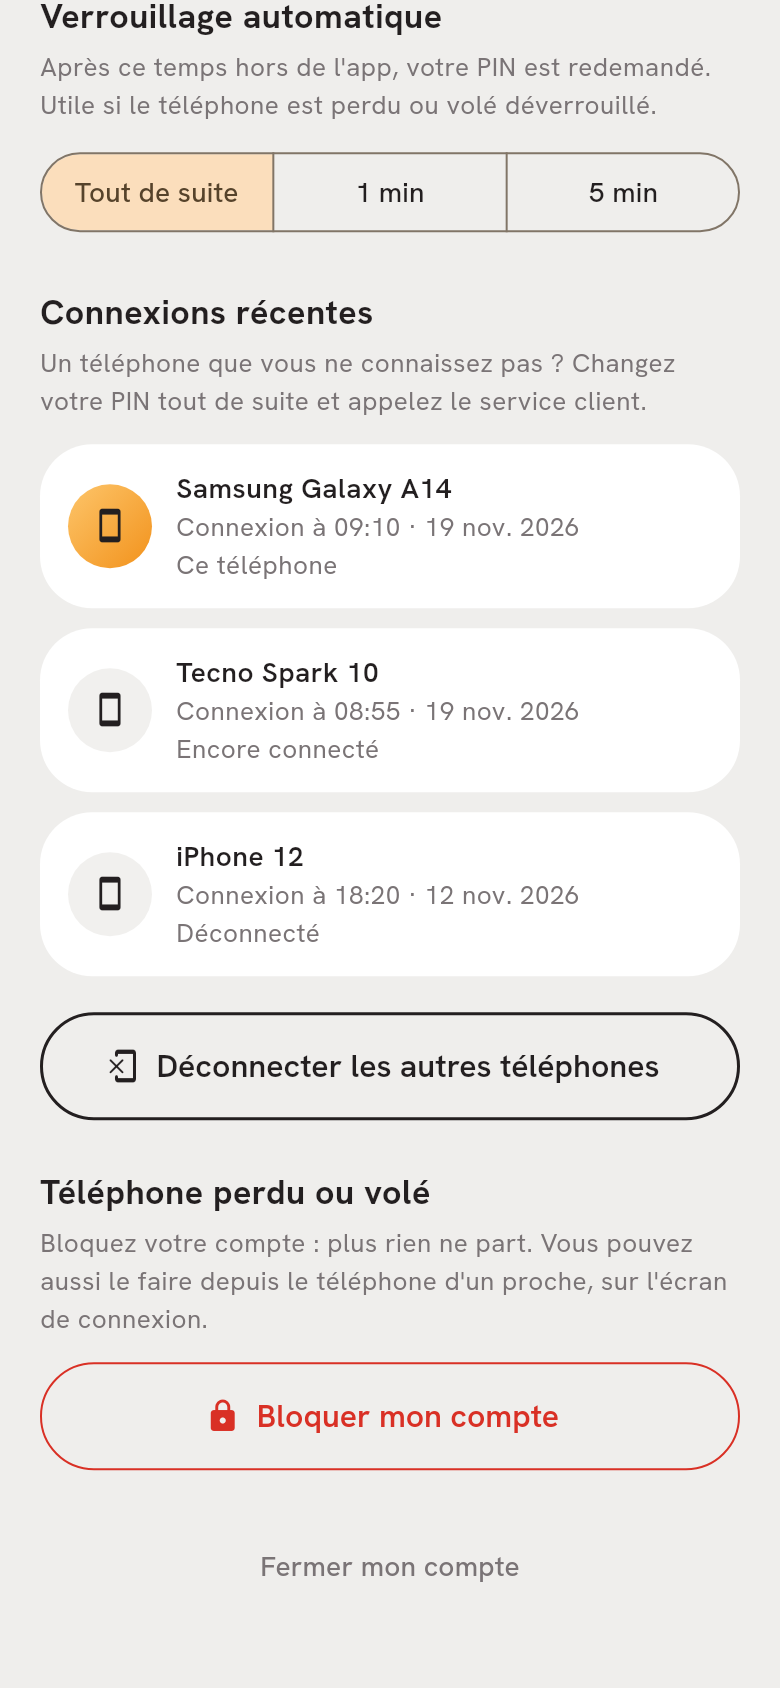 Verrouillage automatique
Après ce temps hors de l'app, votre PIN est redemandé.
Utile si le téléphone est perdu ou volé déverrouillé.
Tout de suite
1 min
5 min
Connexions récentes
Un téléphone que vous ne connaissez pas ? Changez
votre PIN tout de suite et appelez le service client.
Samsung Galaxy A14
Connexion à 09:10 · 19 nov. 2026
Ce téléphone
Tecno Spark 10
Connexion à 08:55 · 19 nov. 2026
Encore connecté
iPhone 12
Connexion à 18:20 · 12 nov. 2026
Déconnecté
Déconnecter les autres téléphones
Téléphone perdu ou volé
Bloquez votre compte : plus rien ne part. Vous pouvez
aussi le faire depuis le téléphone d'un proche, sur l'écran
de connexion.
Bloquer mon compte
Fermer mon compte